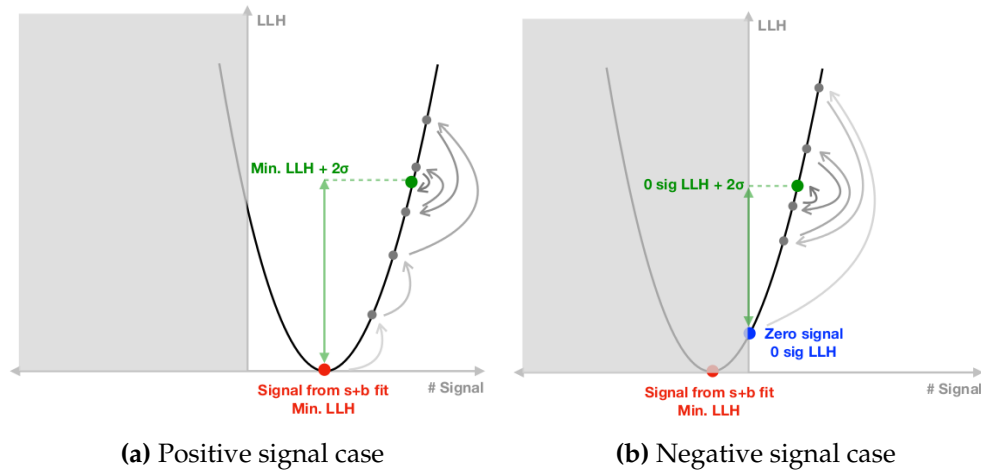 LLH
Min. LLH + 2σ
# Signal
Signal from s+b fit
Min. LLH
(a) Positive signal case
LLH
0 sig LLH + 2σ
Zero signal
0 sig LLH
# Signal
Signal from s+b fit
Min. LLH
(b) Negative signal case